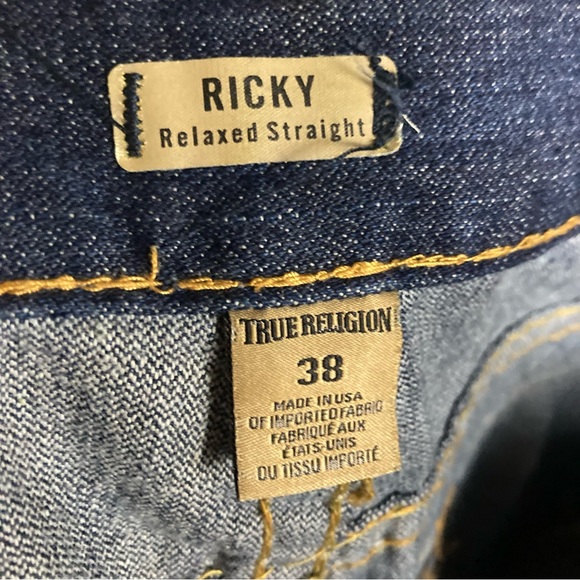 RICKY
Relaxed Straight
TRUE RELIGION
38
MADE IN USA
OF IMPORTED FABRIC
FABRIQUÉ AUX
ÉTATS-UNIS
DU TISSU IMPORTÉ